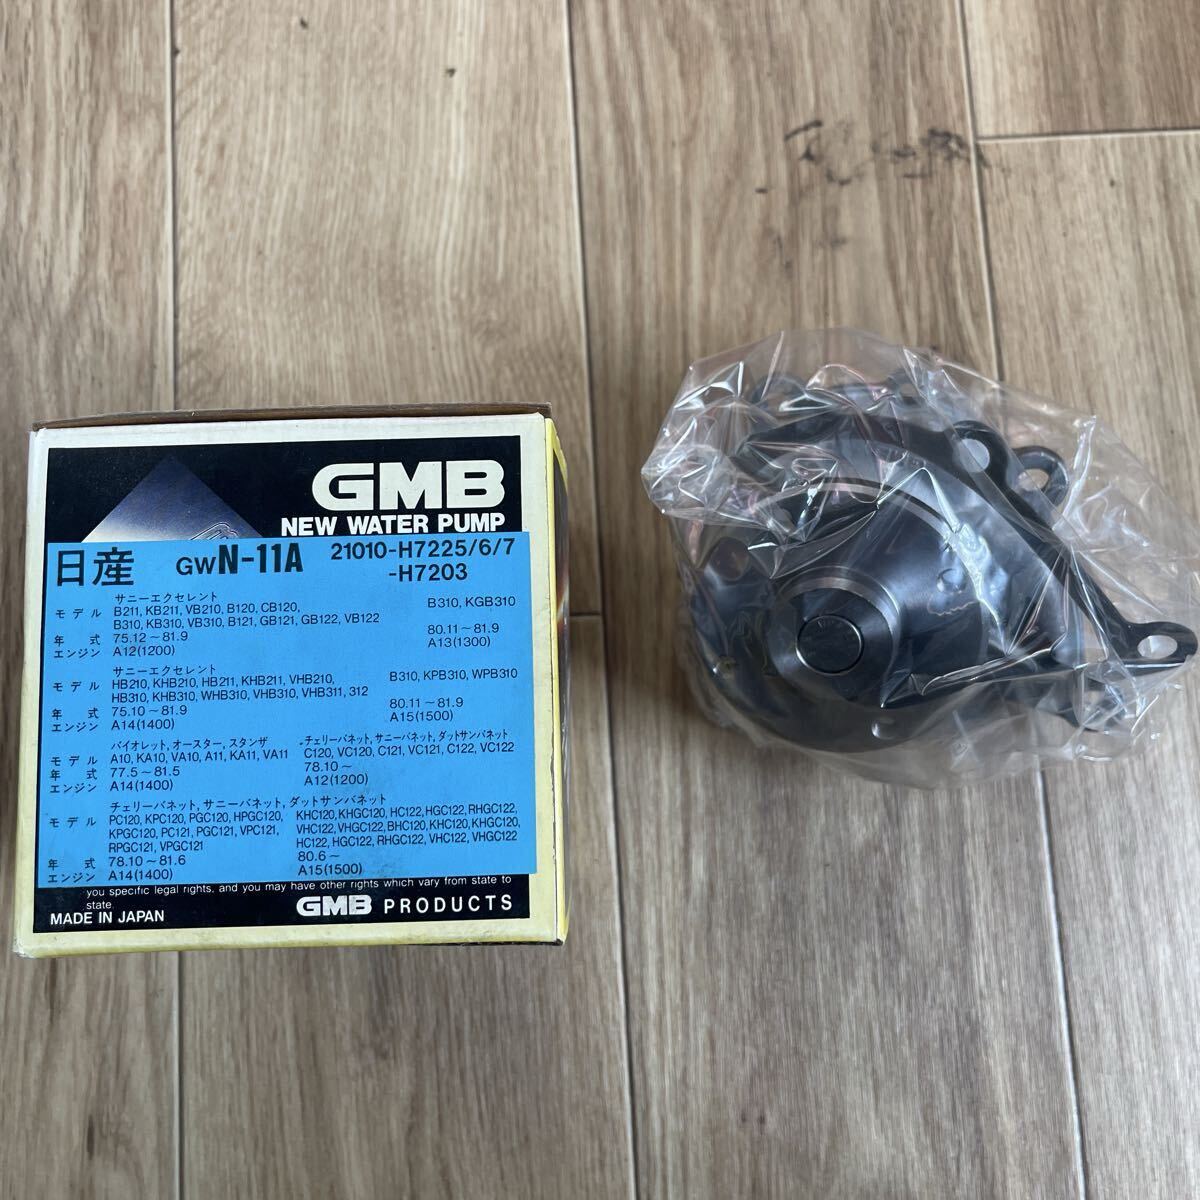 GMB
NEW WATER PUMP
日産 GWN-11A 21010-H7225/6/7
-H7203
サニーエクセレント
モデル B211, KB211, VB210, B120, CB120, B310, KGB310
B310, KB310, VB310, B121, GB121, GB122, VB122
年式 75.12～81.9 80.11～81.9
エンジン A12(1200) A13(1300)
サニーエクセレント
モデル HB210, KHB210, HB211, KHB211, VHB210, B310, KPB310, WPB310
HB310, KHB310, WHB310, VHB310, VHB311, 312
年式 75.10～81.9 80.11～81.9
エンジン A14(1400) A15(1500)
バイオレット, オースター, スタンザ チェリーバネット, サニーバネット, ダットサンバネット
モデル A10, KA10, VA10, A11, KA11, VA11 C120, VC120, C121, VC121, C122, VC122
年式 77.5～81.5 78.10～
エンジン A14(1400) A12(1200)
チェリーバネット, サニーバネット, ダットサンバネット
モデル PC120, KPC120, PGC120, HPGC120, KHC120, KHGC120, HC122, HGC122, RHGC122,
KPGC120, PC121, PGC121, VPC121, VHC122, VHGC122, BHC120, KHC120, KHGC120,
RPGC121, VPGC121 HC122, HGC122, RHGC122, VHC122, VHGC122
年式 78.10～81.6 80.6～
エンジン A14(1400) A15(1500)
you specific legal rights, and you may have other rights which vary from state to
state.
MADE IN JAPAN GMB PRODUCTS